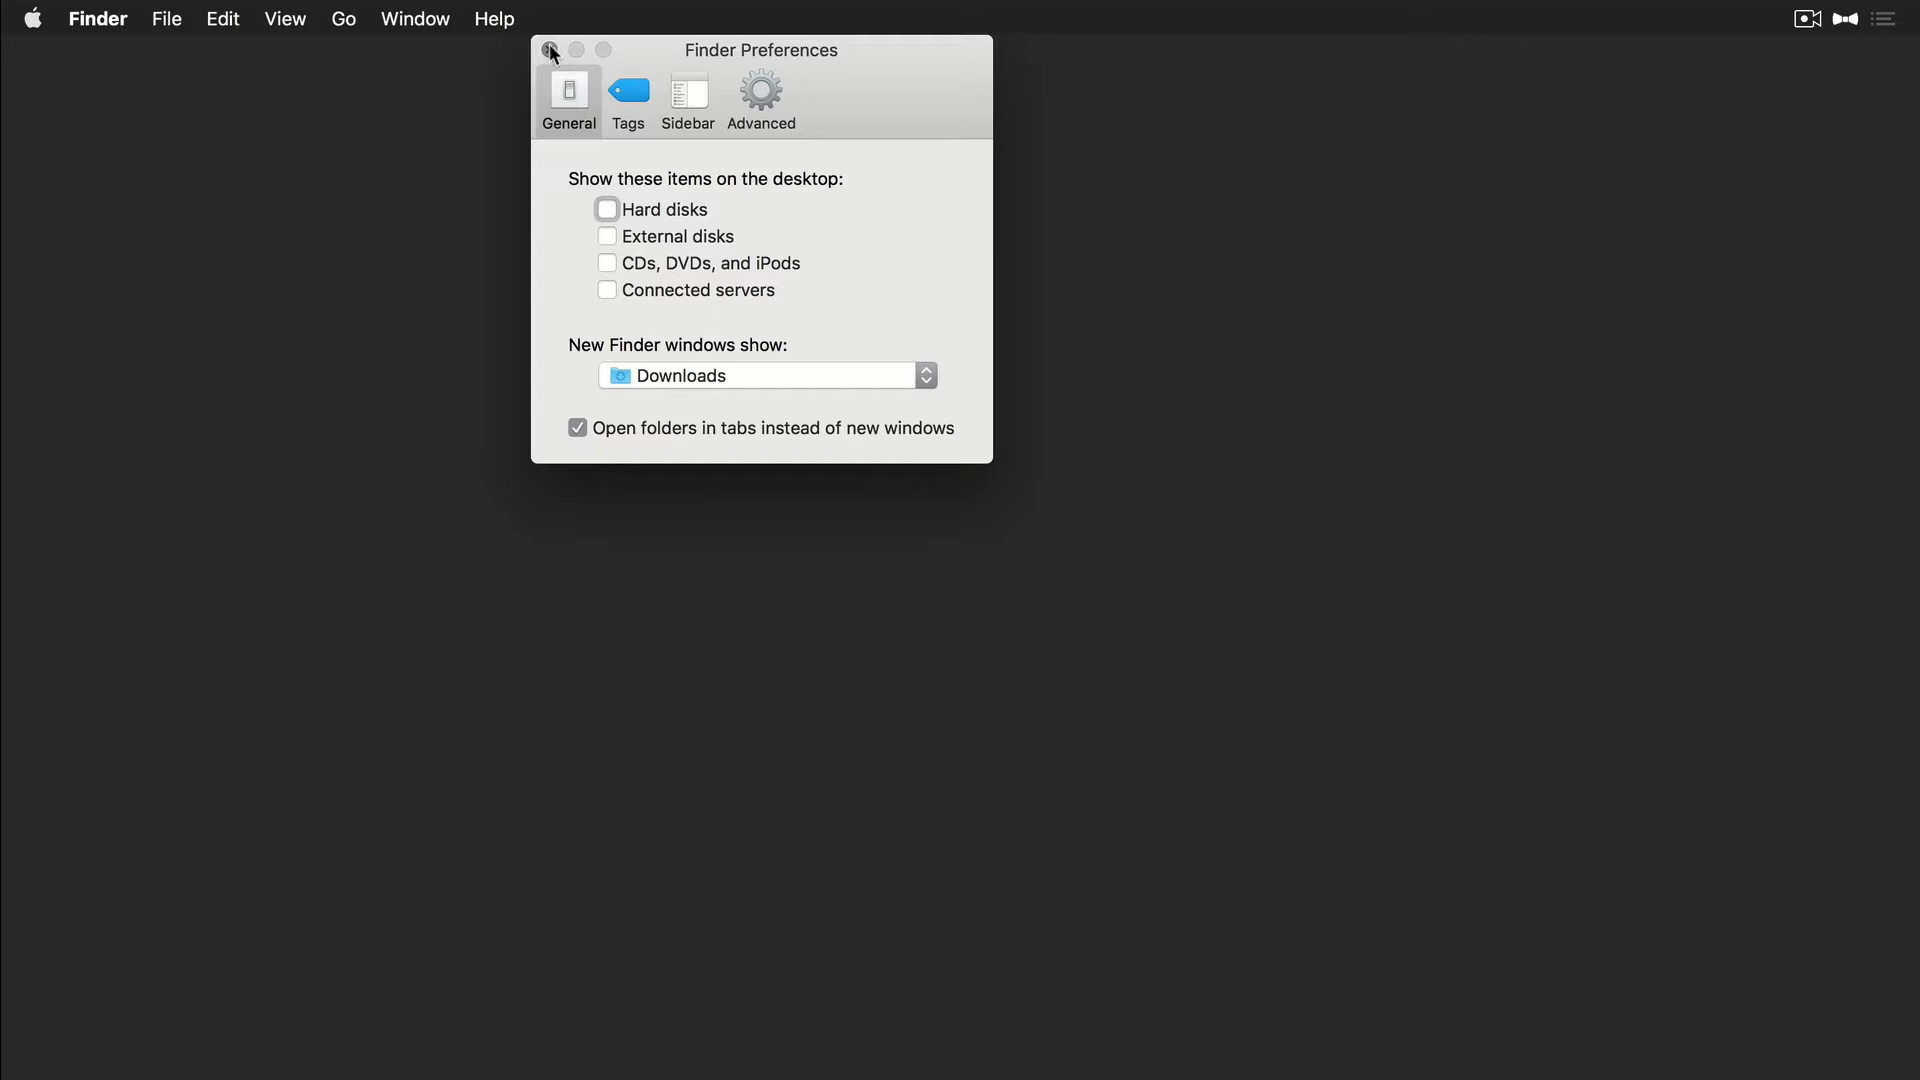 Finder File Edit View Go Window Help
Finder Preferences
General Tags Sidebar Advanced
Show these items on the desktop:
Hard disks
External disks
CDs, DVDs, and iPods
Connected servers
New Finder windows show:
Downloads
Open folders in tabs instead of new windows